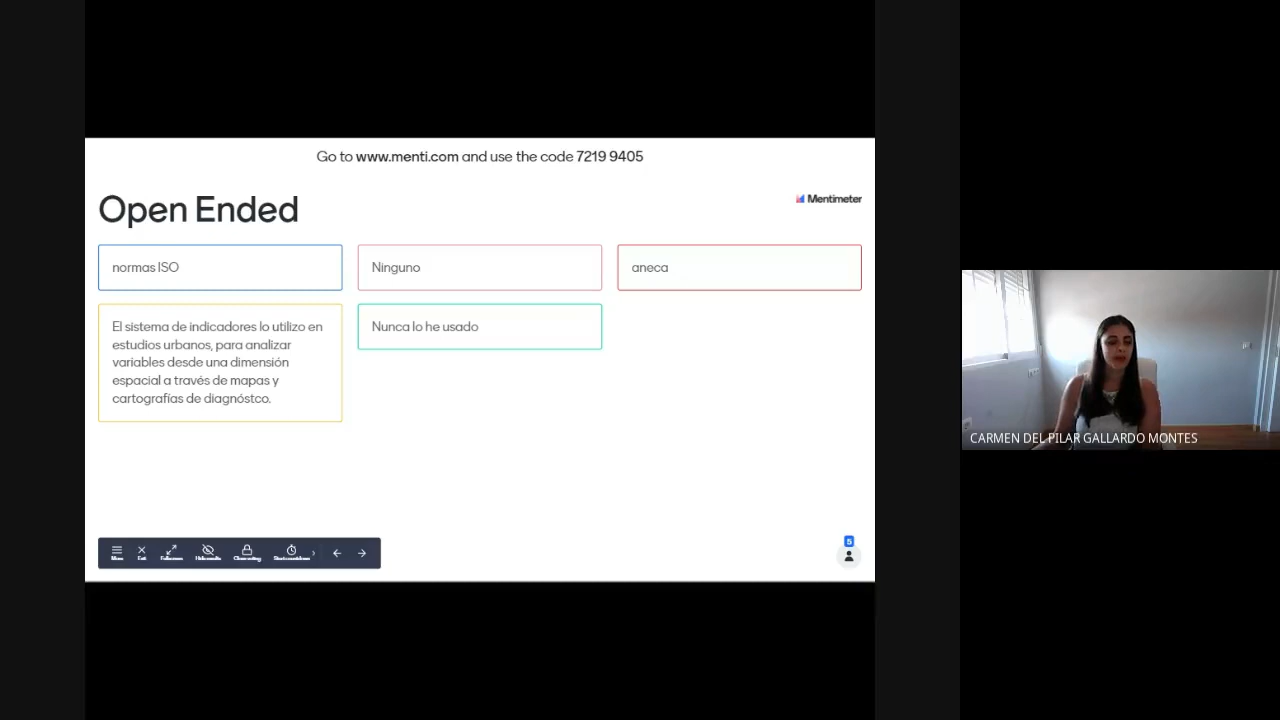 Go to www.menti.com and use the code 7219 9405
Open Ended
Mentimeter
normas ISO
Ninguno
aneca
El sistema de indicadores lo utilizo en
estudios urbanos, para analizar
variables desde una dimensión
espacial a través de mapas y
cartografías de diagnóstco.
Nunca lo he usado
5
CARMEN DEL PILAR GALLARDO MONTES